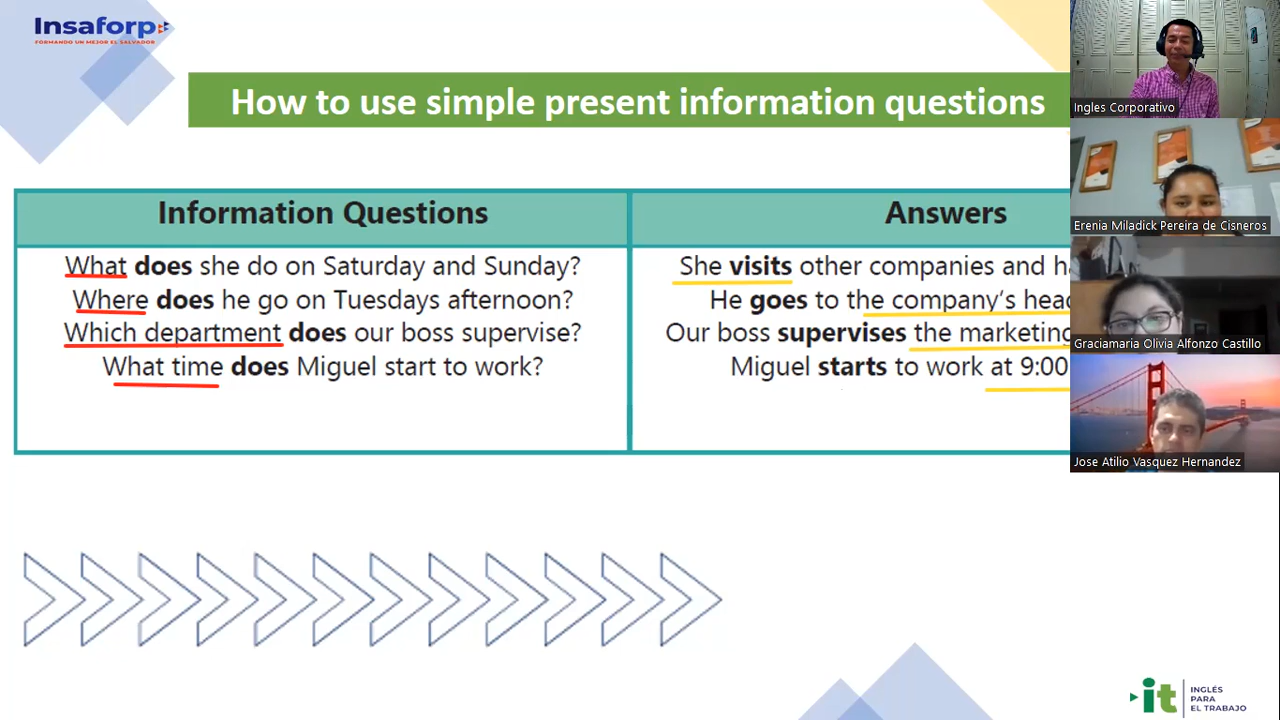 Insaforp
FORMANDO UN MEJOR EL SALVADOR
How to use simple present information questions
Information Questions
What does she do on Saturday and Sunday?
Where does he go on Tuesdays afternoon?
Which department does our boss supervise?
What time does Miguel start to work?
Answers
She visits other companies and
He goes to the company's
Our boss supervises the marketing
Miguel starts to work at 9:00
Ingles Corporativo
Erenia Miladick Pereira de Cisneros
Graciamaria Olivia Alfonzo Castillo
Jose Atilio Vasquez Hernandez
it
INGLÉS
PARA
EL TRABAJO